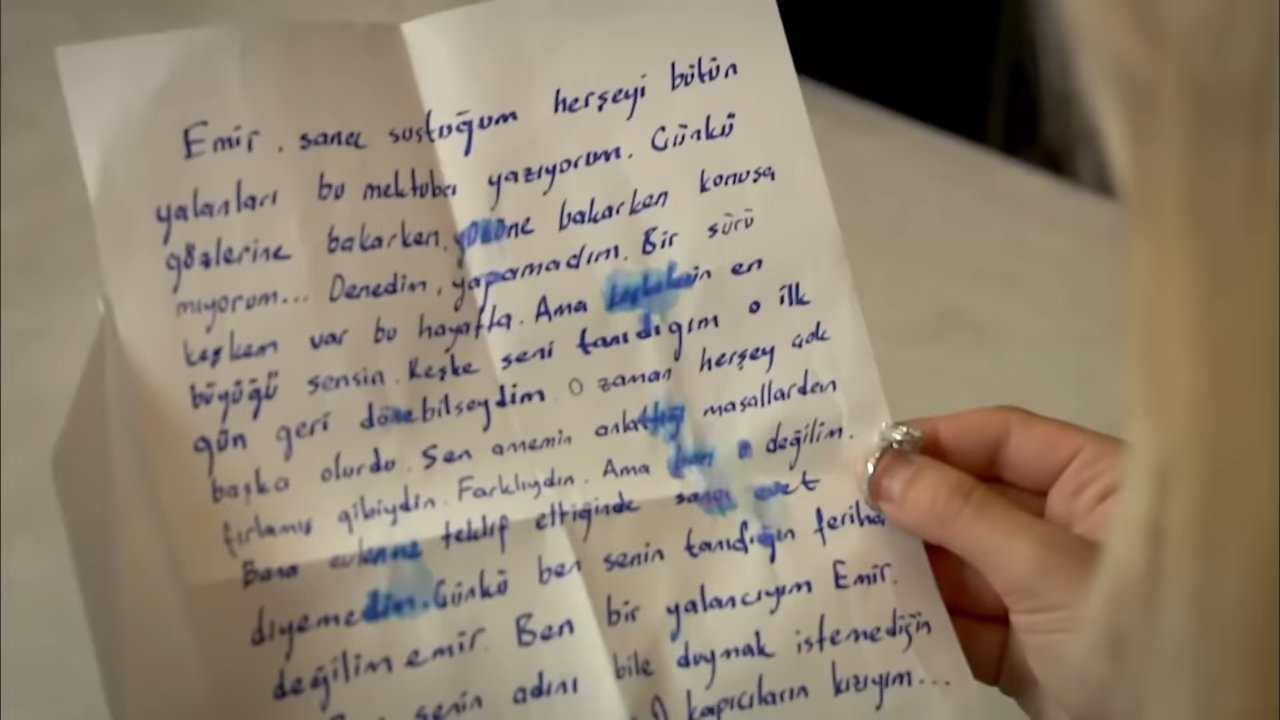 Emir, sana sustuğum herşeyi bütün
yalanları bu mektuba yazıyorum. Çünkü
gözlerine bakarken, yüzüne bakarken konuşa
mıyorum... Denedim, yapamadım. Bir sürü
keşkem var bu hayatta. Ama keşkelerin en
büyüğü sensin. Keşke seni tanıdığım o ilk
gün geri dönebilseydim. O zaman herşey çok
başka olurdu. Sen annemin anlattığı masallardan
fırlamış gibiydin. Farklıydın. Ama ben o değilim.
Bana evlenme teklif ettiğinde sana evet
diyemedim. Çünkü ben senin tanıdığın feriha
değilim emir. Ben bir yalancıyım Emir.
senin adını bile duymak istemediğin
kapıcıların kızıyım...